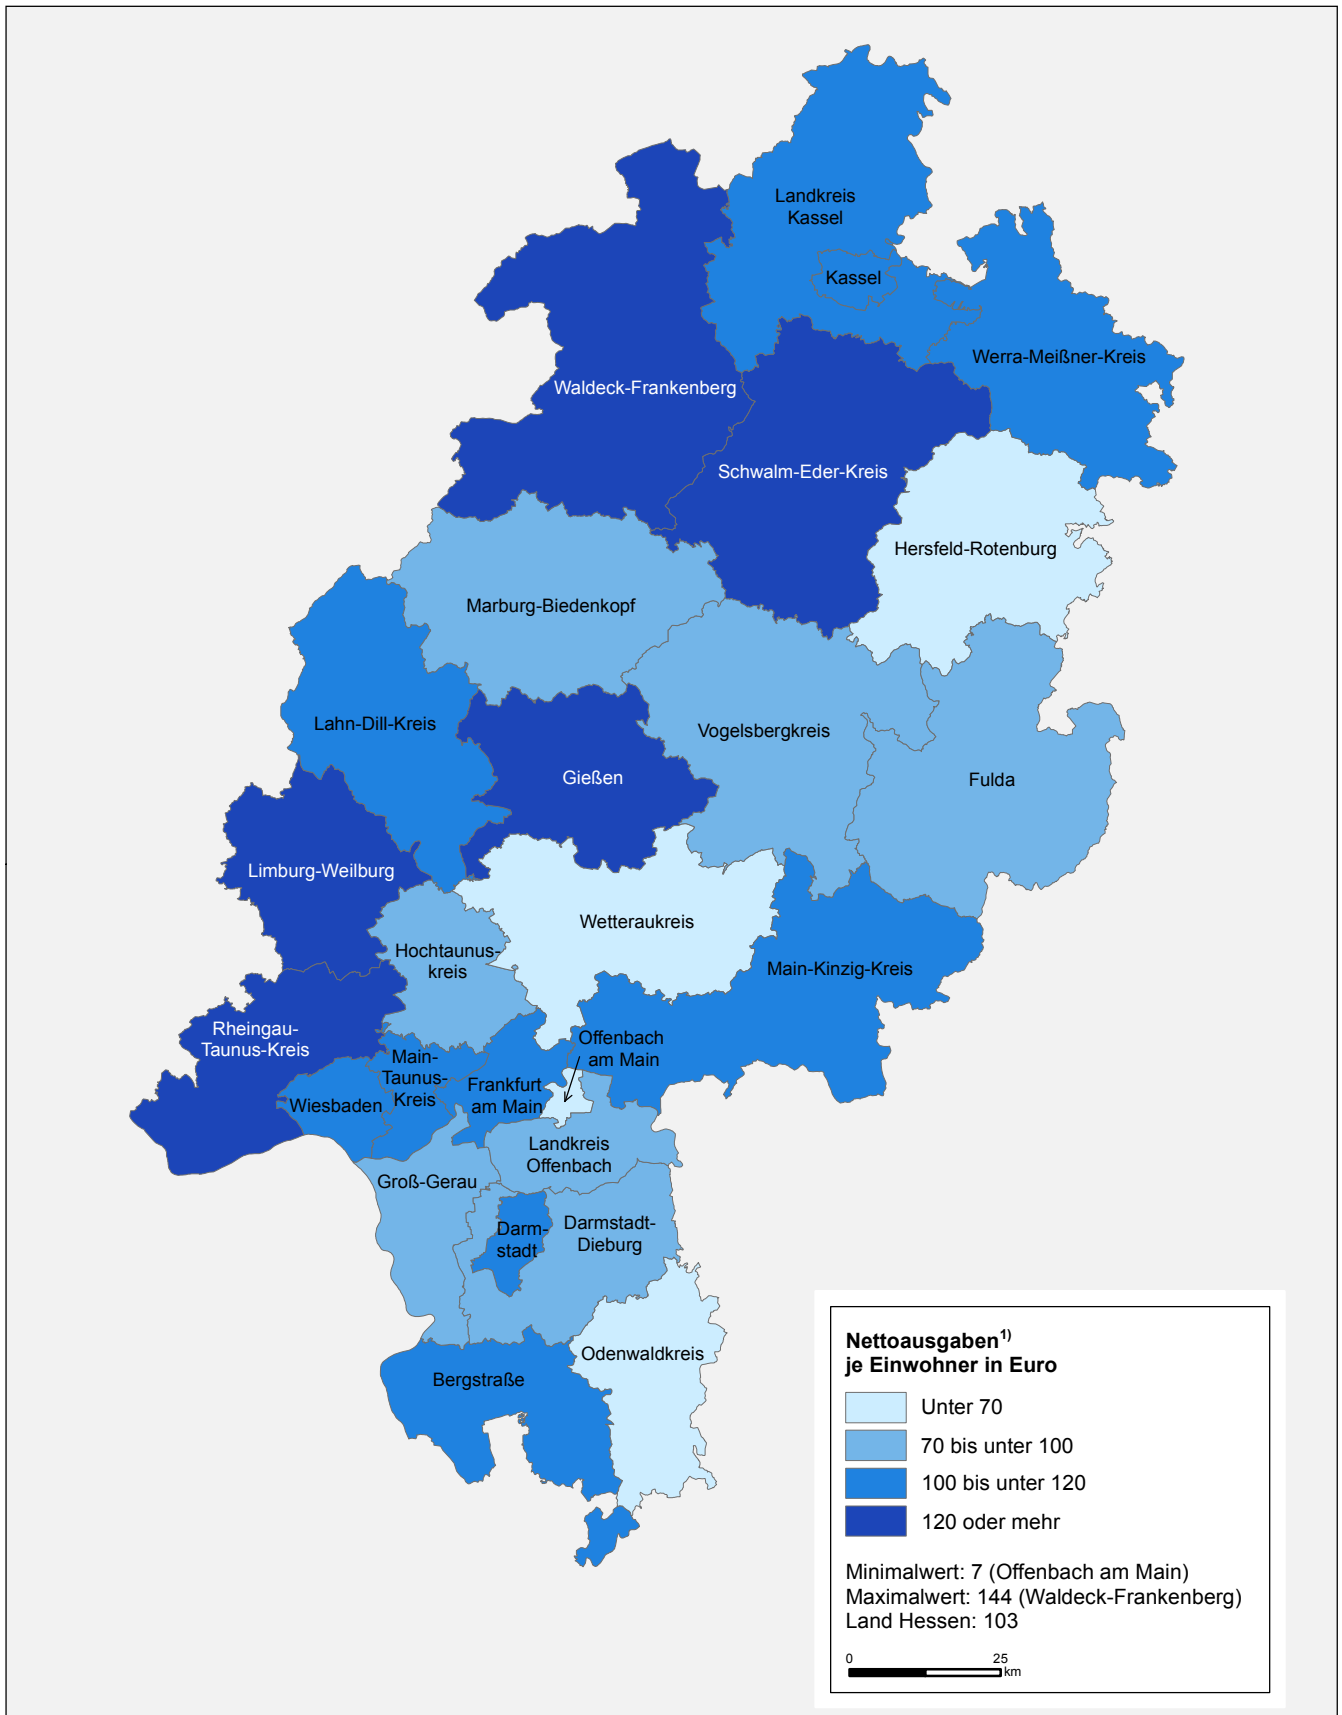 Landkreis
Kassel
Kassel
Werra-Meißner-Kreis
Waldeck-Frankenberg
Schwalm-Eder-Kreis
Hersfeld-Rotenburg
Marburg-Biedenkopf
Lahn-Dill-Kreis
Vogelsbergkreis
Gießen
Fulda
Limburg-Weilburg
Wetteraukreis
Hochtaunus-
kreis
Main-Kinzig-Kreis
Rheingau-
Taunus-Kreis
Offenbach
am Main
Main-
Taunus-
Kreis
Frankfurt
am Main
Wiesbaden
Landkreis
Offenbach
Groß-Gerau
Darm-
stadt
Darmstadt-
Dieburg
Odenwaldkreis
Bergstraße
Nettoausgaben1)
je Einwohner in Euro
Unter 70
70 bis unter 100
100 bis unter 120
120 oder mehr
Minimalwert: 7 (Offenbach am Main)
Maximalwert: 144 (Waldeck-Frankenberg)
Land Hessen: 103
0 25
km